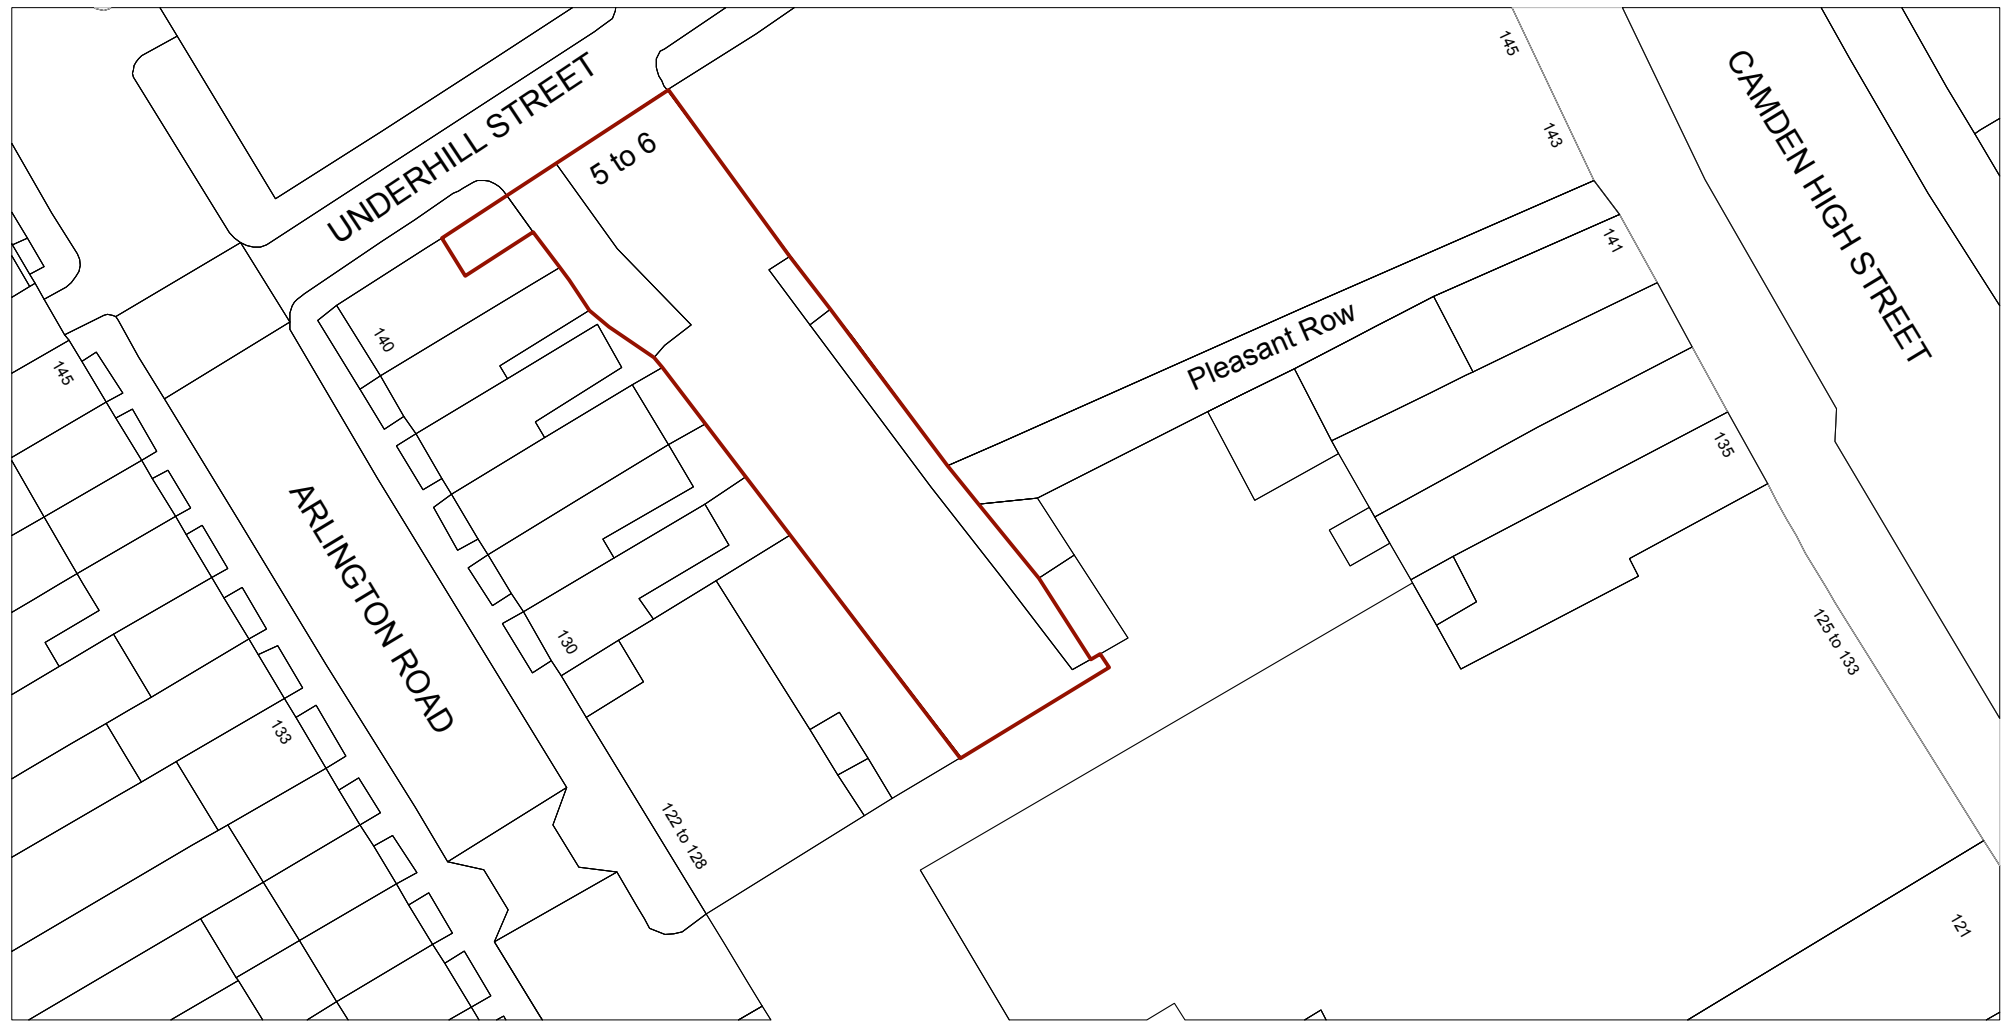 145
CAMDEN HIGH STREET
UNDERHILL STREET
143
5 to 6
141
140
Pleasant Row
145
135
ARLINGTON ROAD
130
125 to 133
133
122 to 128
121